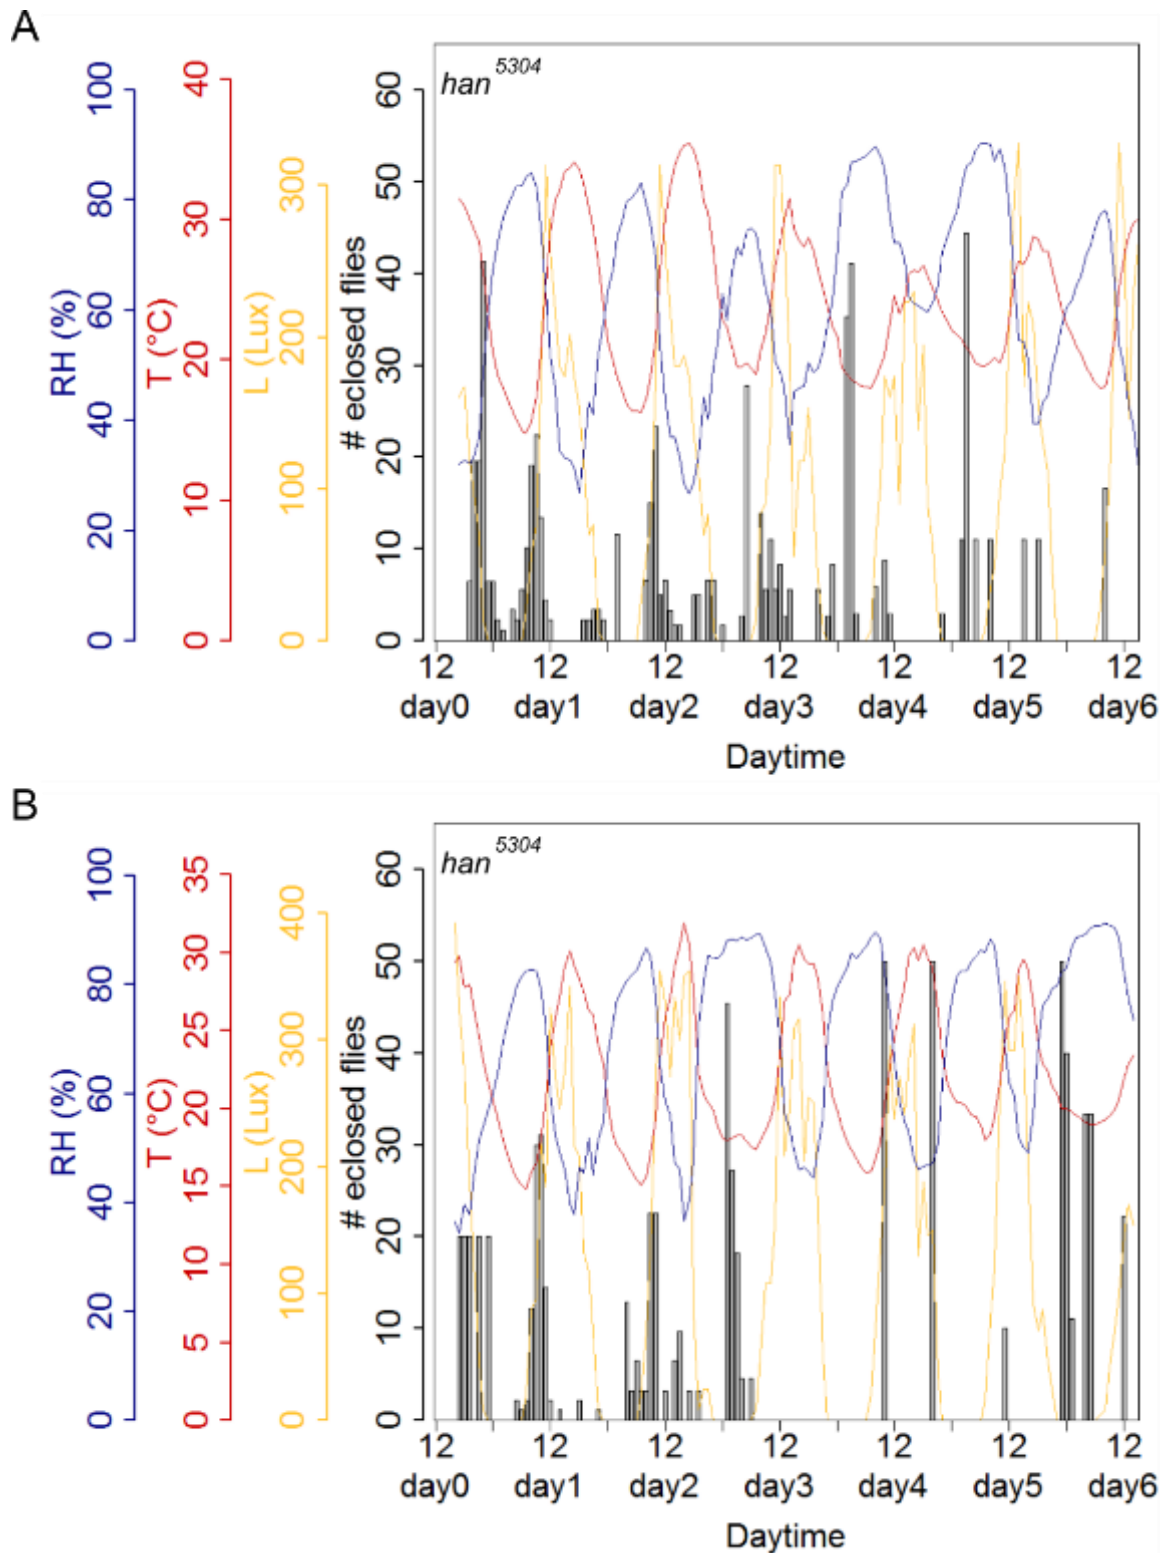 A
han 5304
RH (%)
0 20 40 60 80 100
T (°C)
0 10 20 30 40
L (Lux)
0 100 200 300
# eclosed flies
0 10 20 30 40 50 60
12 12 12 12 12 12 12
day0 day1 day2 day3 day4 day5 day6
Daytime
B
han 5304
RH (%)
0 20 40 60 80 100
T (°C)
0 5 10 15 20 25 30 35
L (Lux)
0 100 200 300 400
# eclosed flies
0 10 20 30 40 50 60
12 12 12 12 12 12 12
day0 day1 day2 day3 day4 day5 day6
Daytime